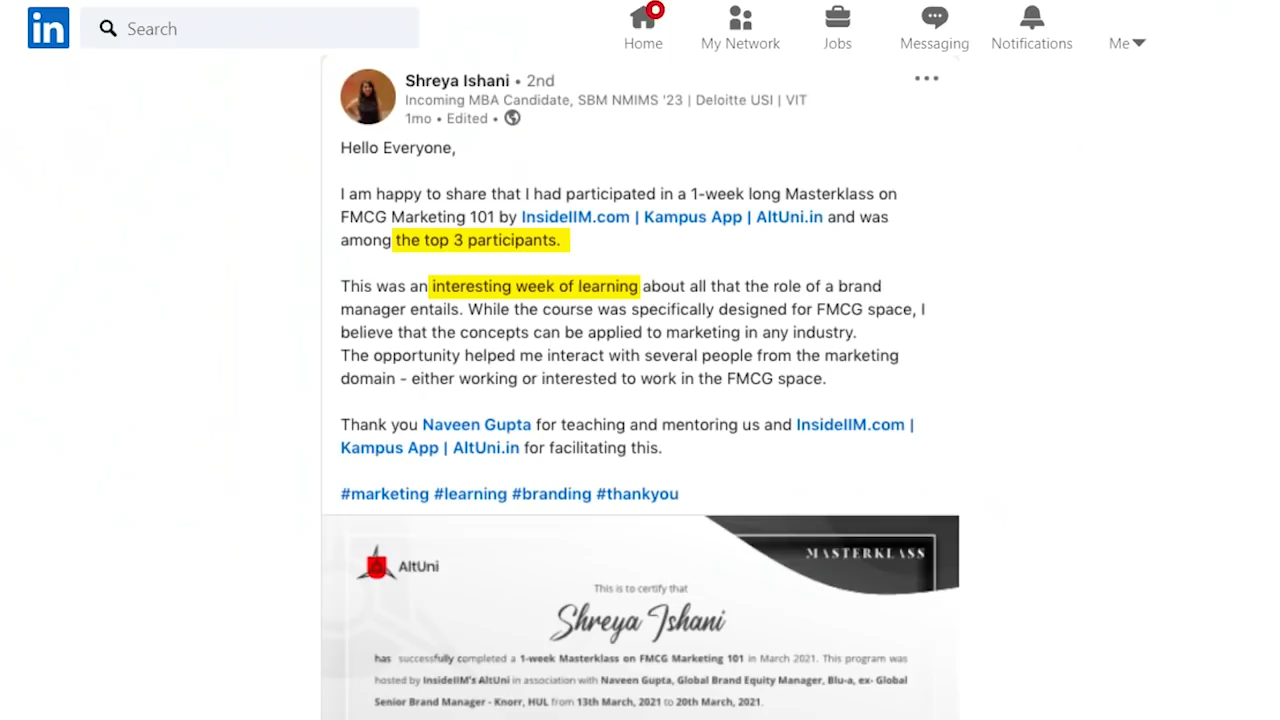 in
Search
Home
My Network
Jobs
Messaging
Notifications
Me
Shreya Ishani • 2nd
Incoming MBA Candidate, SBM NMIMS '23 | Deloitte USI | VIT
1mo • Edited •
Hello Everyone,
I am happy to share that I had participated in a 1-week long Masterklass on
FMCG Marketing 101 by InsideIIM.com | Kampus App | AltUni.in and was
among the top 3 participants.
This was an interesting week of learning about all that the role of a brand
manager entails. While the course was specifically designed for FMCG space, I
believe that the concepts can be applied to marketing in any industry.
The opportunity helped me interact with several people from the marketing
domain - either working or interested to work in the FMCG space.
Thank you Naveen Gupta for teaching and mentoring us and InsideIIM.com |
Kampus App | AltUni.in for facilitating this.
#marketing #learning #branding #thankyou
AltUni
MASTERKLASS
This is to certify that
Shreya Ishani
has successfully completed a 1-week Masterklass on FMCG Marketing 101 in March 2021. This program was
hosted by InsideIIM's AltUni in association with Naveen Gupta, Global Brand Equity Manager, Blu-a, ex- Global
Senior Brand Manager - Knorr, HUL from 13th March, 2021 to 20th March, 2021.